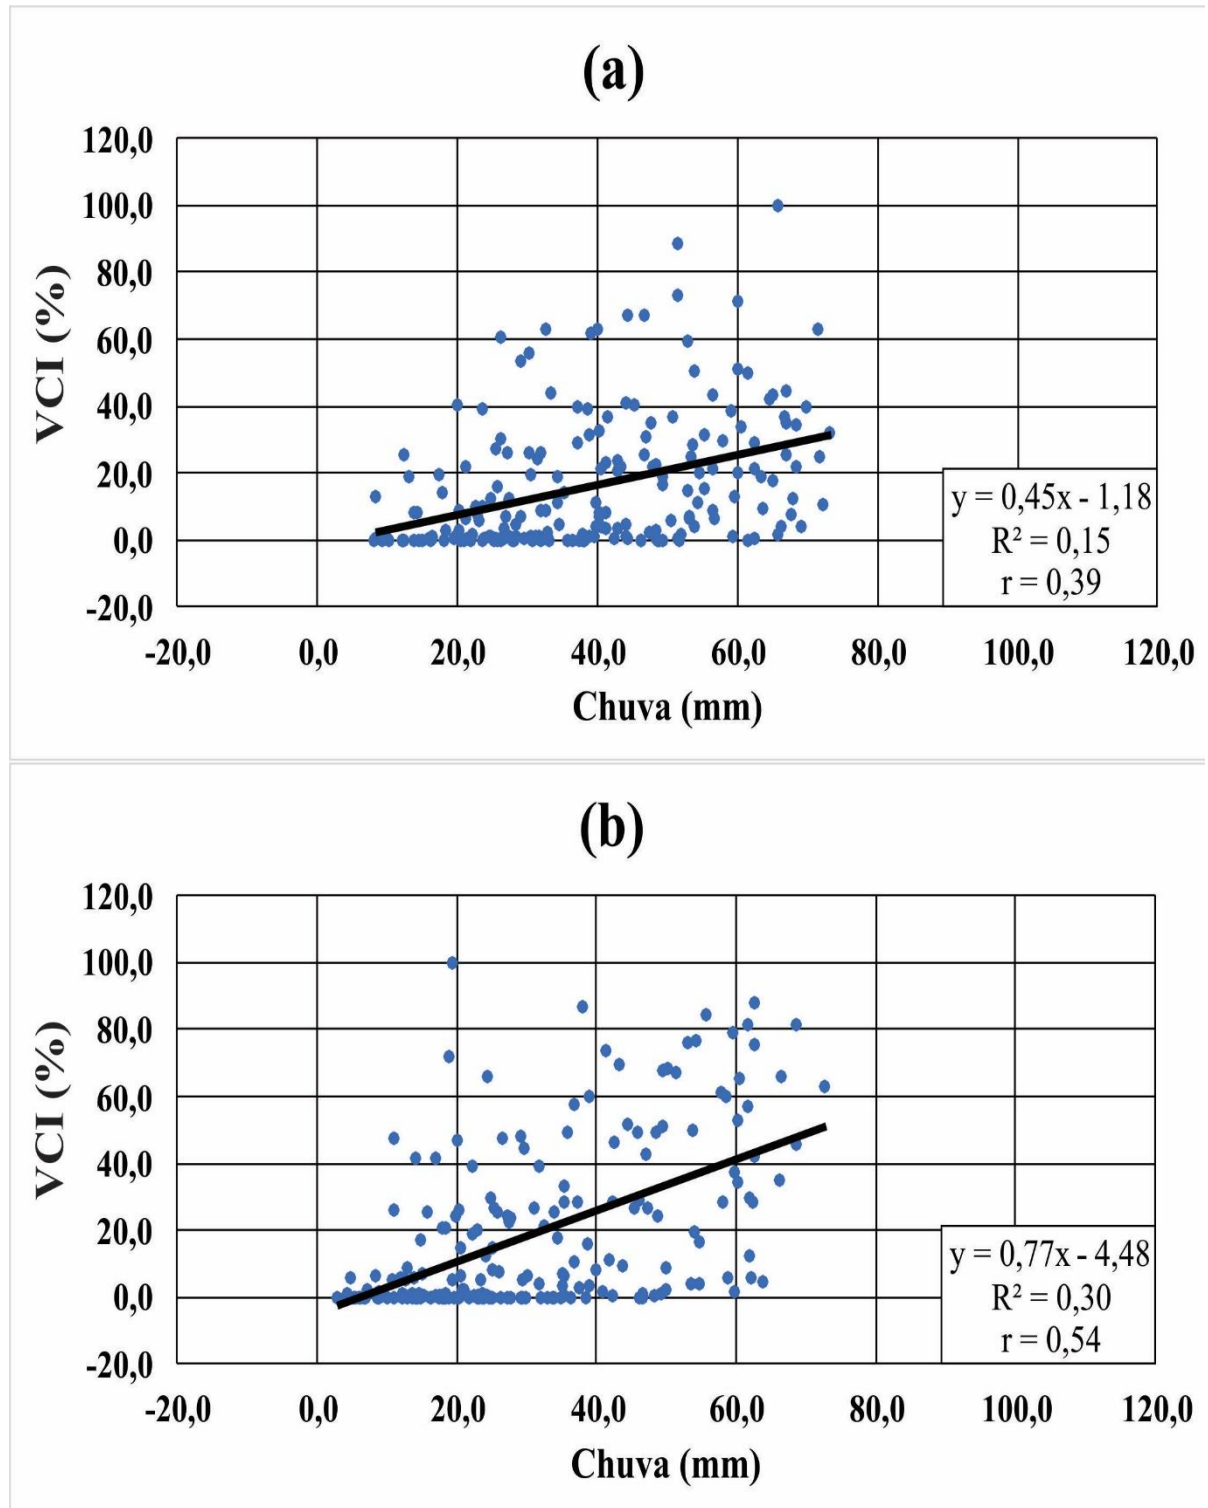 (a)
120,0
100,0
80,0
60,0
40,0
20,0
0,0
-20,0
VCI (%)
y = 0,45x - 1,18
R² = 0,15
r = 0,39
-20,0 0,0 20,0 40,0 60,0 80,0 100,0 120,0
Chuva (mm)
(b)
120,0
100,0
80,0
60,0
40,0
20,0
0,0
-20,0
VCI (%)
y = 0,77x - 4,48
R² = 0,30
r = 0,54
-20,0 0,0 20,0 40,0 60,0 80,0 100,0 120,0
Chuva (mm)